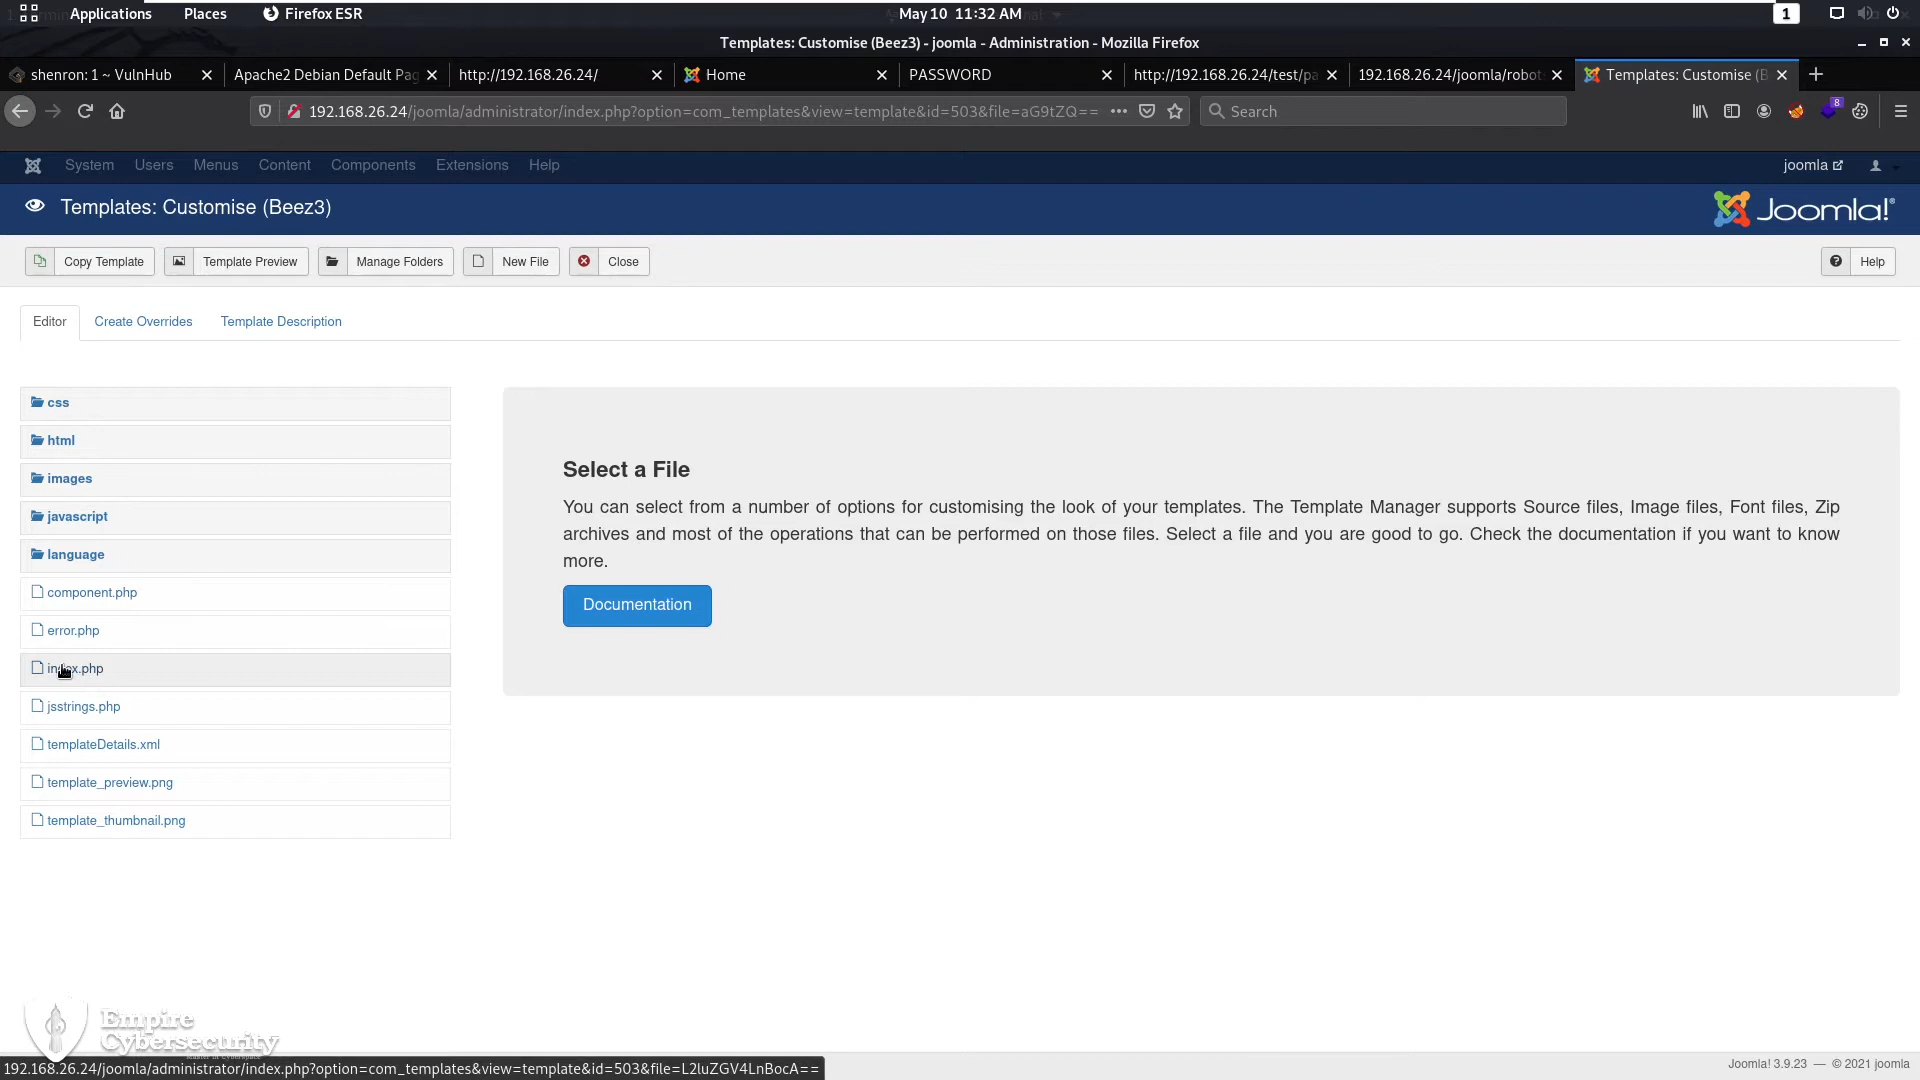 Applications Places Firefox ESR May 10 11:32 AM 1
Templates: Customise (Beez3) - joomla - Administration - Mozilla Firefox
shenron: 1 ~ VulnHub Apache2 Debian Default Pag http://192.168.26.24/ Home PASSWORD http://192.168.26.24/test/pa 192.168.26.24/joomla/robot Templates: Customise (B
192.168.26.24/joomla/administrator/index.php?option=com_templates&view=template&id=503&file=aG9tZQ== Search 8
System Users Menus Content Components Extensions Help joomla
Templates: Customise (Beez3) Joomla!®
Copy Template Template Preview Manage Folders New File Close Help
Editor Create Overrides Template Description
css
html
images
javascript
language
component.php
error.php
index.php
jsstrings.php
templateDetails.xml
template_preview.png
template_thumbnail.png
Select a File
You can select from a number of options for customising the look of your templates. The Template Manager supports Source files, Image files, Font files, Zip
archives and most of the operations that can be performed on those files. Select a file and you are good to go. Check the documentation if you want to know
more.
Documentation
Empire
Cybersecurity
192.168.26.24/joomla/administrator/index.php?option=com_templates&view=template&id=503&file=L2luZGV4LnBocA==
Joomla! 3.9.23 — © 2021 joomla